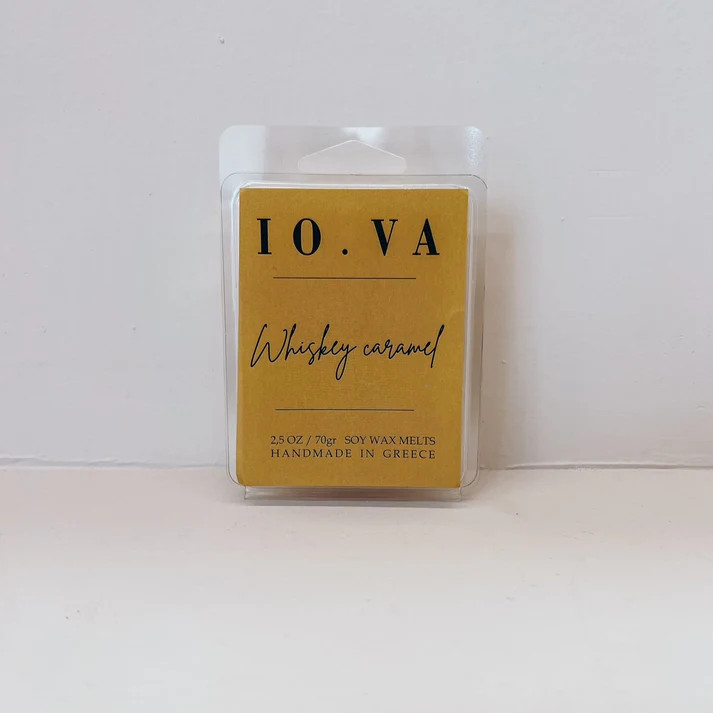 IO.VA
Whiskey caramel
2,5 OZ / 70gr SOY WAX MELTS
HANDMADE IN GREECE